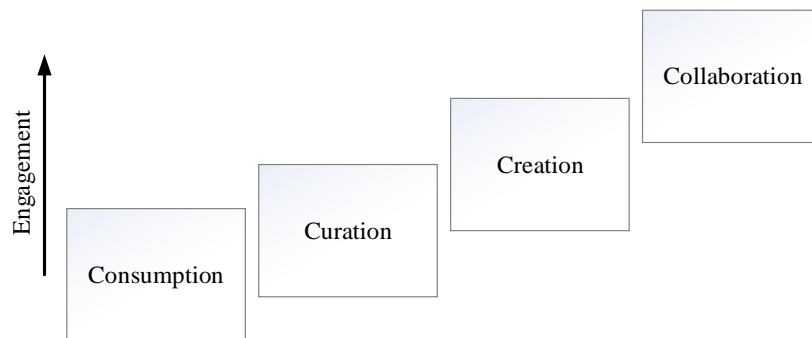 Engagement
Consumption
Curation
Creation
Collaboration